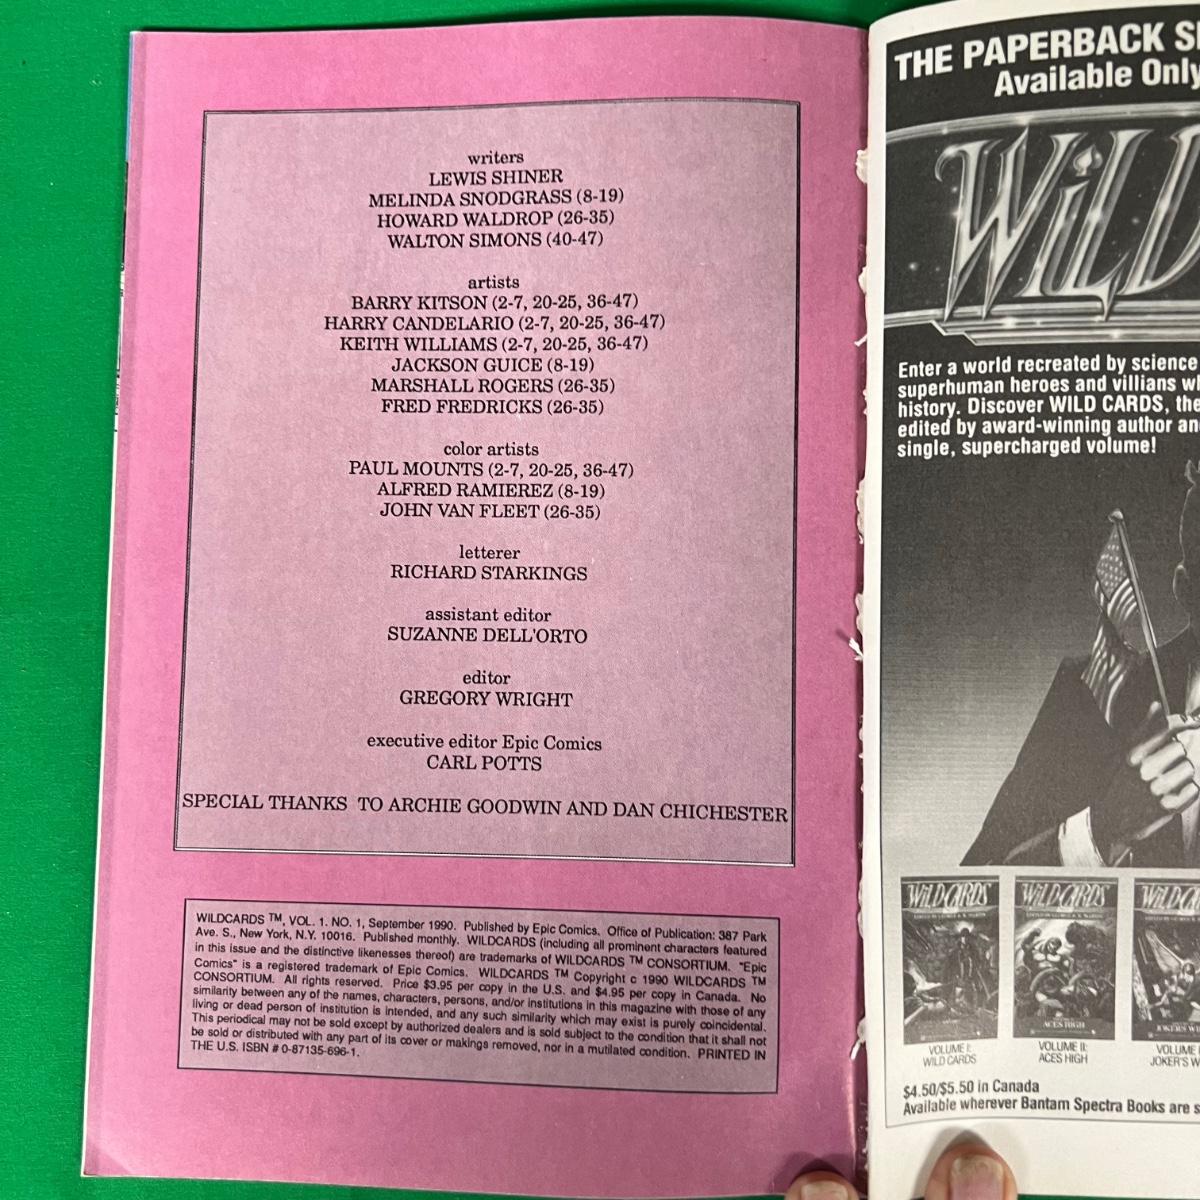 writers
LEWIS SHINER
MELINDA SNODGRASS (8-19)
HOWARD WALDROP (26-35)
WALTON SIMONS (40-47)
artists
BARRY KITSON (2-7, 20-25, 36-47)
HARRY CANDELARIO (2-7, 20-25, 36-47)
KEITH WILLIAMS (2-7, 20-25, 36-47)
JACKSON GUICE (8-19)
MARSHALL ROGERS (26-35)
FRED FREDRICKS (26-35)
color artists
PAUL MOUNTS (2-7, 20-25, 36-47)
ALFRED RAMIEREZ (8-19)
JOHN VAN FLEET (26-35)
letterer
RICHARD STARKINGS
assistant editor
SUZANNE DELL'ORTO
editor
GREGORY WRIGHT
executive editor Epic Comics
CARL POTTS
SPECIAL THANKS TO ARCHIE GOODWIN AND DAN CHICHESTER
WILDCARDS TM, VOL. 1. NO. 1, September 1990. Published by Epic Comics. Office of Publication: 387 Park
Ave. S., New York, N.Y. 10016. Published monthly. WILDCARDS (including all prominent characters featured
in this issue and the distinctive likenesses thereof) are trademarks of WILDCARDS TM CONSORTIUM. "Epic
Comics" is a registered trademark of Epic Comics. WILDCARDS TM Copyright c 1990 WILDCARDS TM
CONSORTIUM. All rights reserved. Price $3.95 per copy in the U.S. and $4.95 per copy in Canada. No
similarity between any of the names, characters, persons, and/or institutions in this magazine with those of any
living or dead person of institution is intended, and any such similarity which may exist is purely coincidental.
This periodical may not be sold except by authorized dealers and is sold subject to the condition that it shall not
be sold or distributed with any part of its cover or makings removed, nor in a mutilated condition. PRINTED IN
THE U.S. ISBN # 0-87135-696-1.
THE PAPERBACK
Available Only
WILD
Enter a world recreated by science
superhuman heroes and villians
history. Discover WILD CARDS, the
edited by award-winning author
single, supercharged volume!
WILD CARDS
WILD CARDS
WILD
ACES HIGH
VOLUME I:
WILD CARDS
VOLUME II:
ACES HIGH
VOLUME
JOKER'S
$4.50/$5.50 in Canada
Available wherever Bantam Spectra Books are